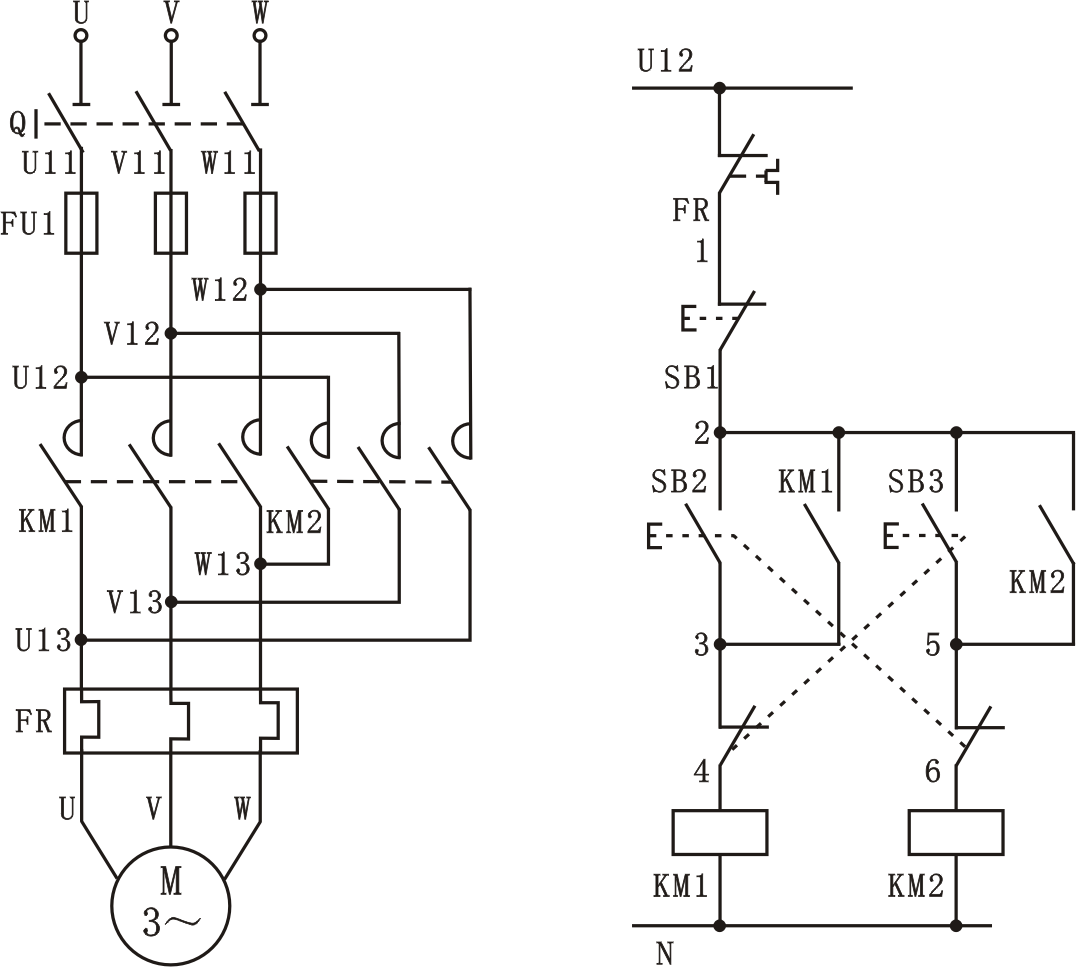 U V W
Q
U11 V11 W11
FU1
W12
V12
U12
KM1 KM2
W13
V13
U13
FR
U V W
M
3～
U12
FR
1
SB1
2
SB2 KM1 SB3
KM2
3 5
4 6
KM1 KM2
N